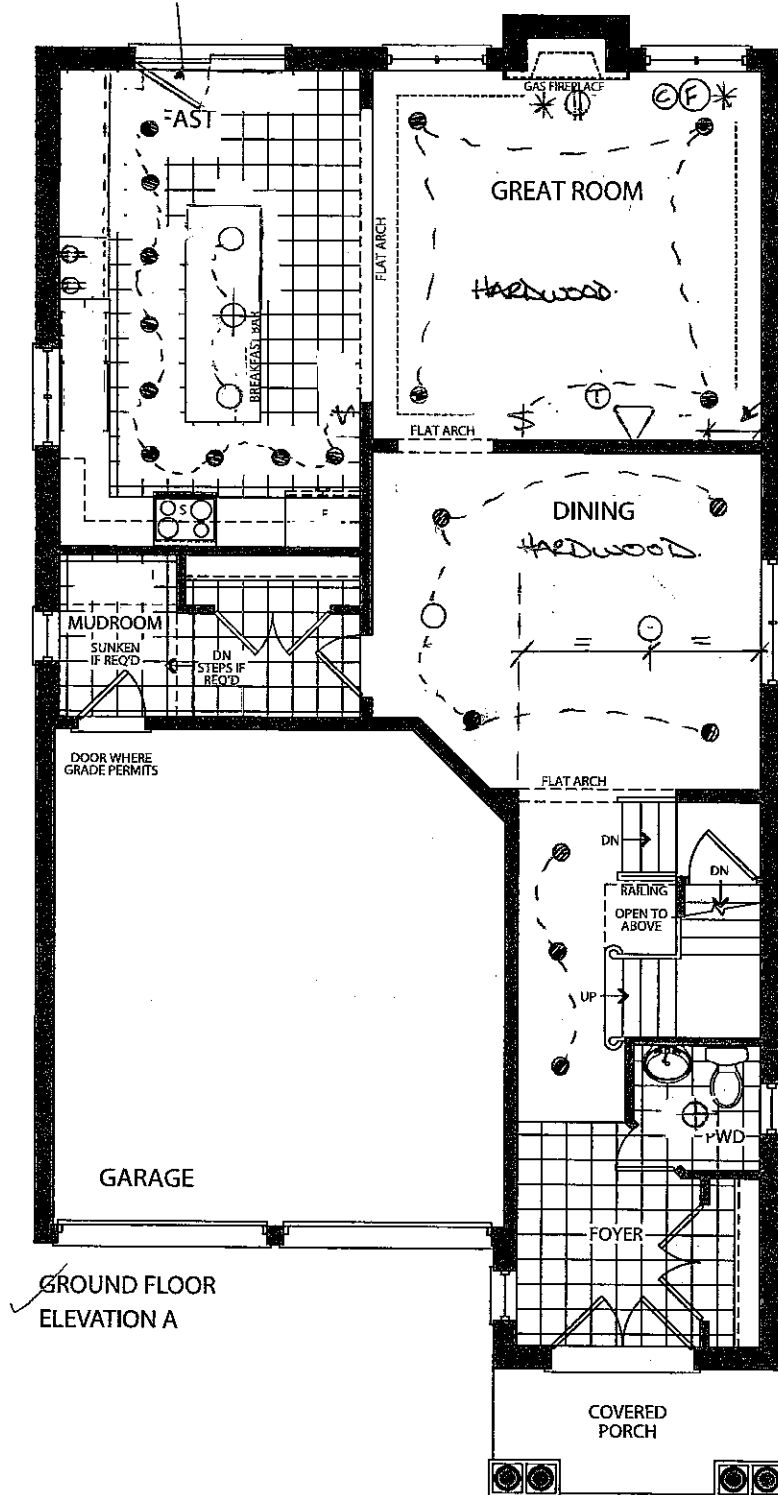 GAS FIREPLACE
C F
FAST
GREAT ROOM
FLAT ARCH
HARDWOOD.
BREAKFAST BAR
T
FLAT ARCH
S
F
DINING
HARDWOOD.
MUDROOM
SUNKEN
IF REQ'D
DN
STEPS IF
REQ'D
DOOR WHERE
GRADE PERMITS
FLAT ARCH
DN
DN
RAILING
OPEN TO
ABOVE
UP
PWD
GARAGE
FOYER
GROUND FLOOR
ELEVATION A
COVERED
PORCH